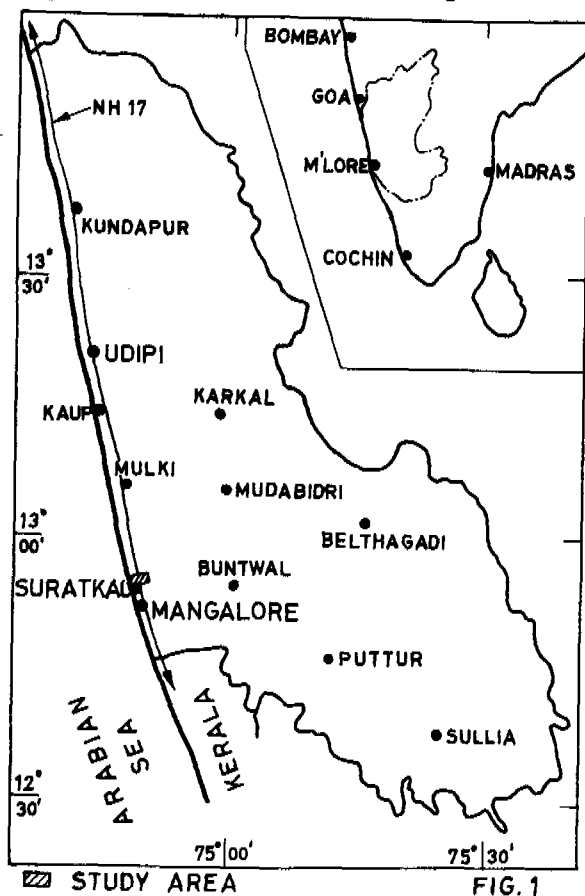 BOMBAY
NH 17
GOA
M'LORE
MADRAS
KUNDAPUR
COCHIN
13°
30'
UDIPI
KARKAL
KAUP
MULKI
MUDABIDRI
13°
00'
BELTHAGADI
BUNTWAL
SURATKAL
MANGALORE
PUTTUR
ARABIAN
SEA
KERALA
SULLIA
12°
30'
75° 00'
75° 30'
STUDY AREA
FIG. 1